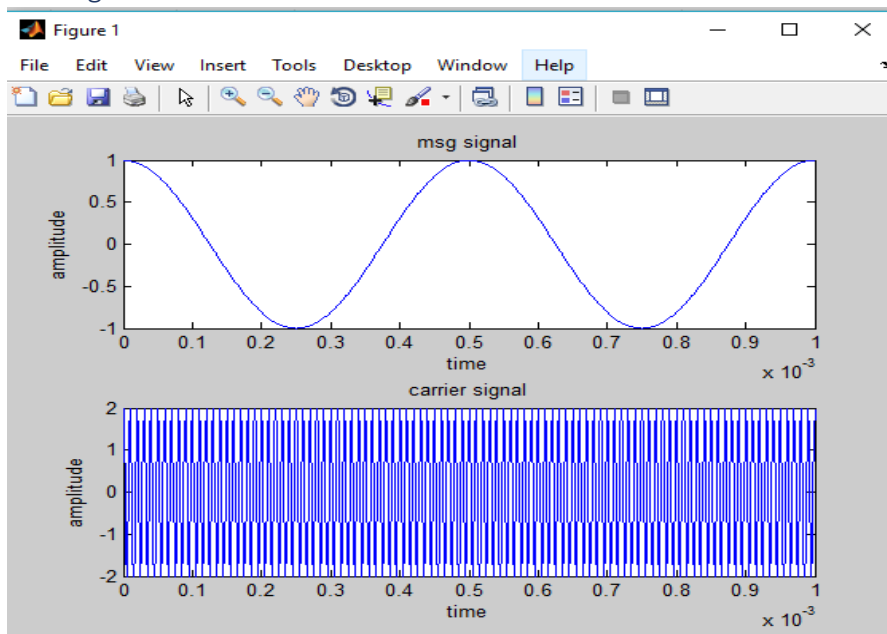 Figure 1
File Edit View Insert Tools Desktop Window Help
msg signal
1
0.5
0
-0.5
-1
amplitude
0 0.1 0.2 0.3 0.4 0.5 0.6 0.7 0.8 0.9 1
time
x 10^-3
carrier signal
2
1
0
-1
-2
amplitude
0 0.1 0.2 0.3 0.4 0.5 0.6 0.7 0.8 0.9 1
time
x 10^-3